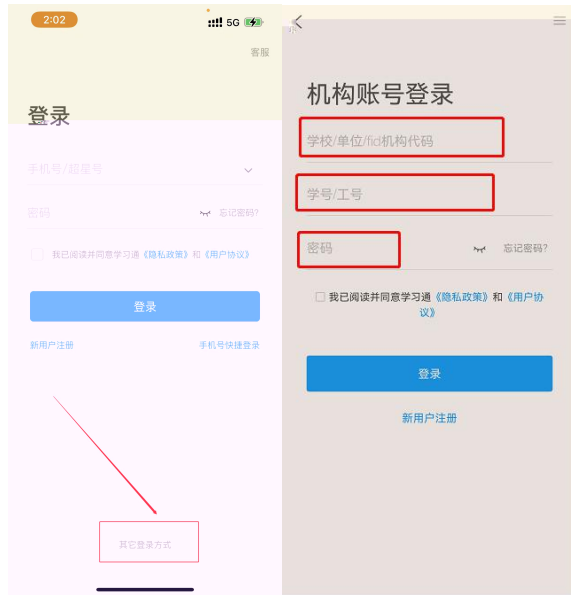 2:02
5G
客服
登录
手机号/超星号
密码
忘记密码?
我已阅读并同意学习通《隐私政策》和《用户协议》
登录
新用户注册
手机号快捷登录
其它登录方式
机构账号登录
学校/单位/fid机构代码
学号/工号
密码
忘记密码?
我已阅读并同意学习通《隐私政策》和《用户协
议》
登录
新用户注册